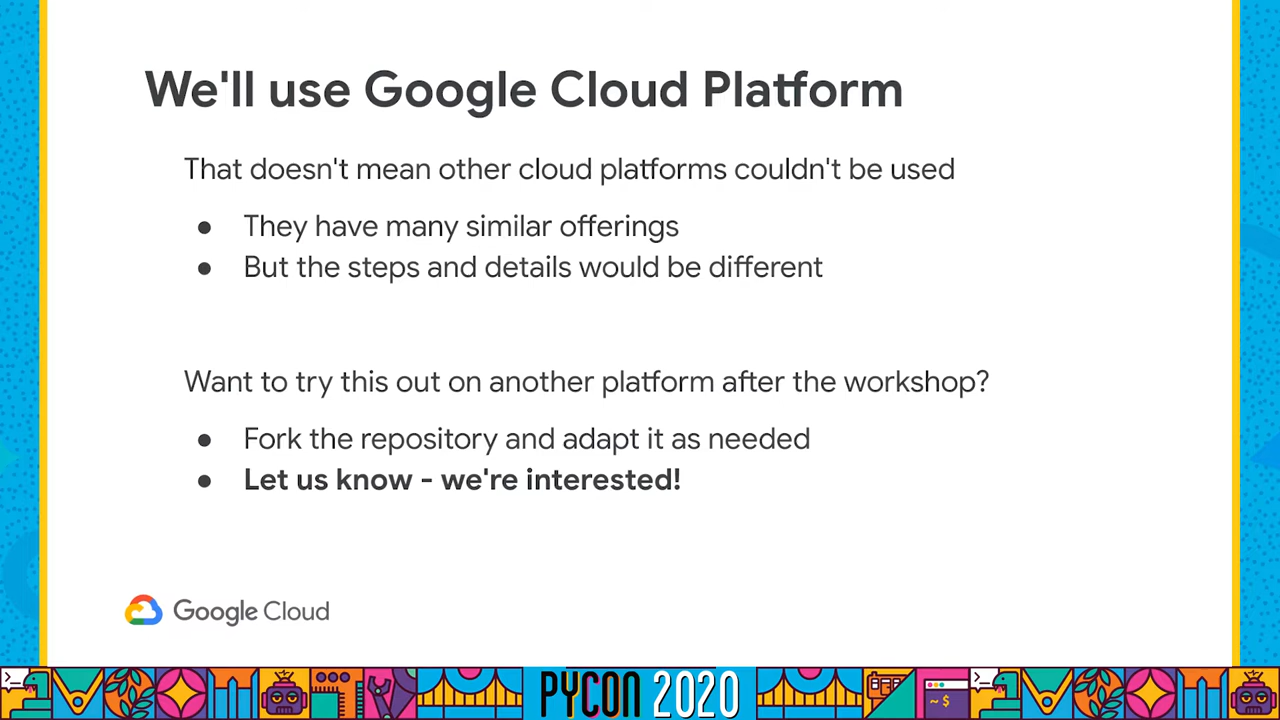 We'll use Google Cloud Platform
That doesn't mean other cloud platforms couldn't be used
● They have many similar offerings
● But the steps and details would be different
Want to try this out on another platform after the workshop?
● Fork the repository and adapt it as needed
● Let us know - we're interested!
Google Cloud
PYCON 2020
~$